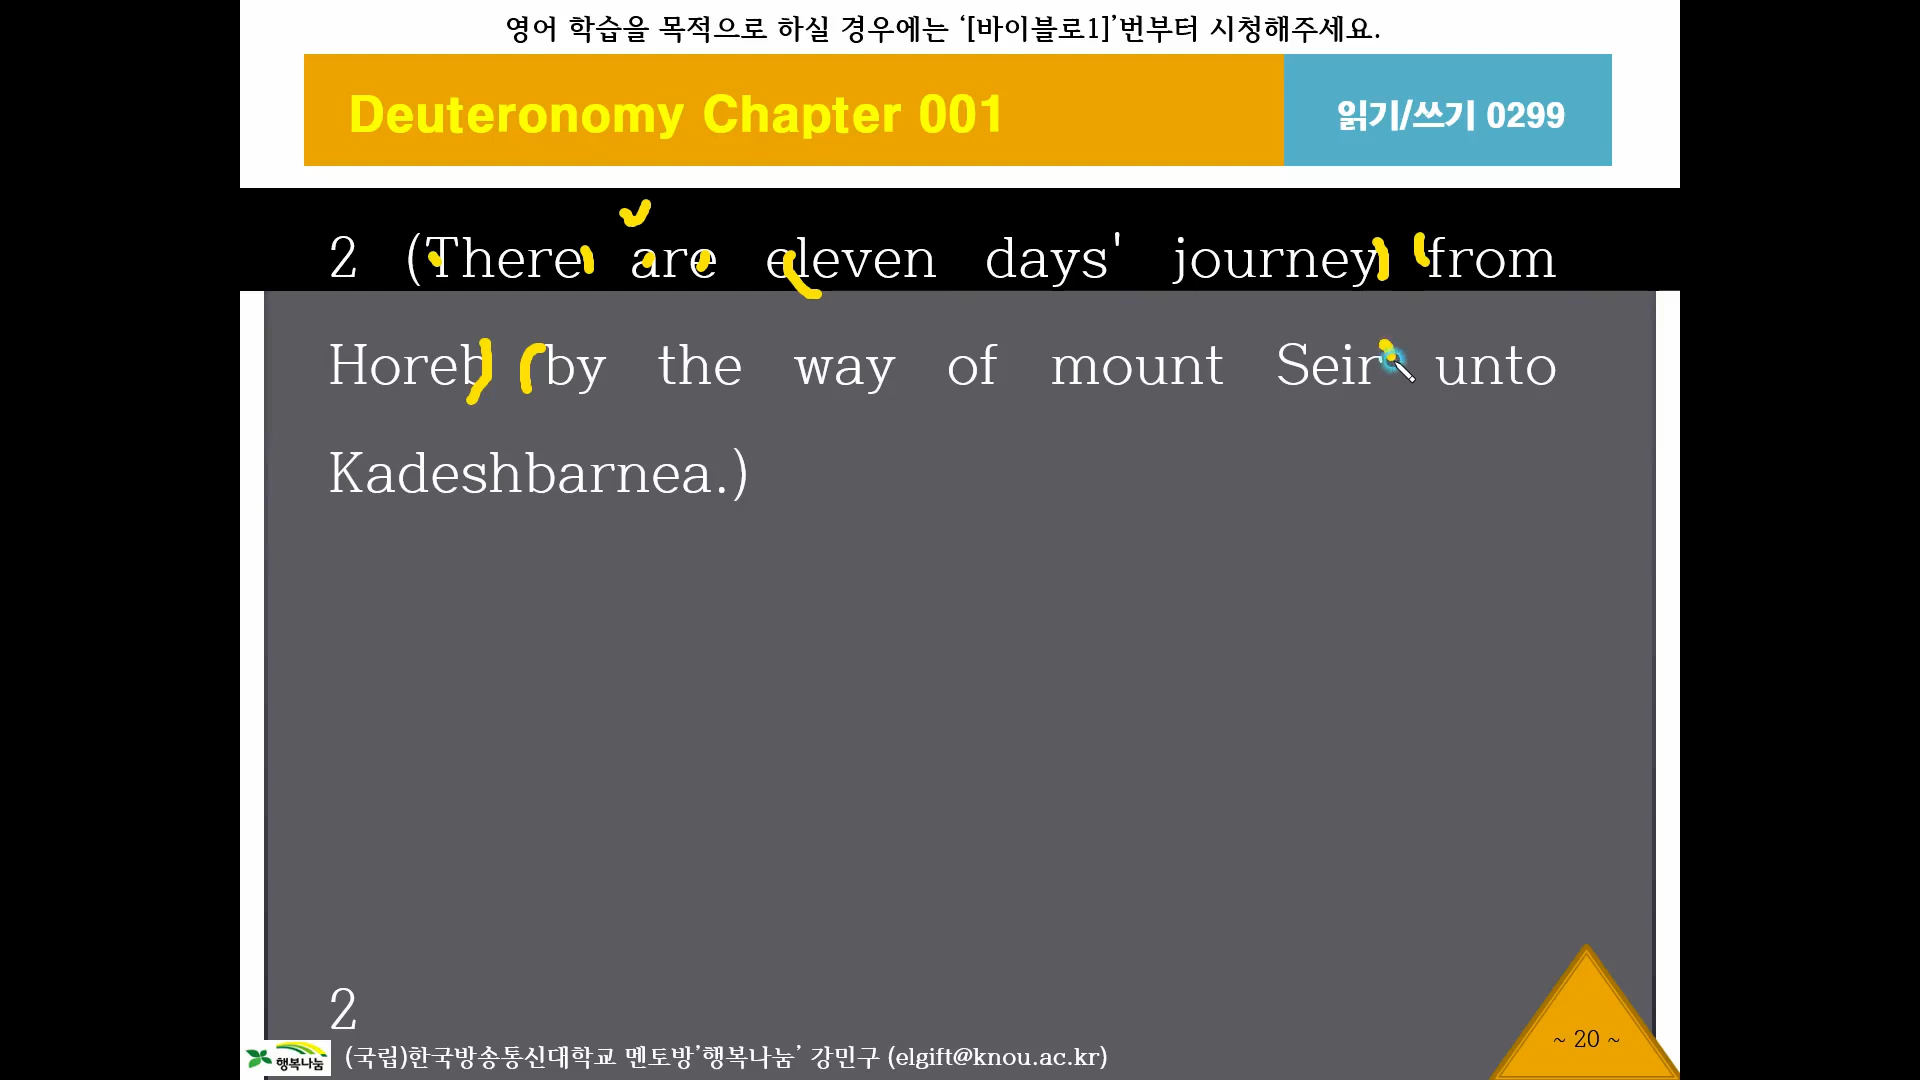 영어 학습을 목적으로 하실 경우에는 ‘[바이블로1]’번부터 시청해주세요.
Deuteronomy Chapter 001
읽기/쓰기 0299
2 (There are eleven days' journey from
Horeb by the way of mount Seir unto
Kadeshbarnea.)
2
~ 20 ~
행복나눔
(국립)한국방송통신대학교 멘토방’행복나눔’ 강민구 (elgift@knou.ac.kr)